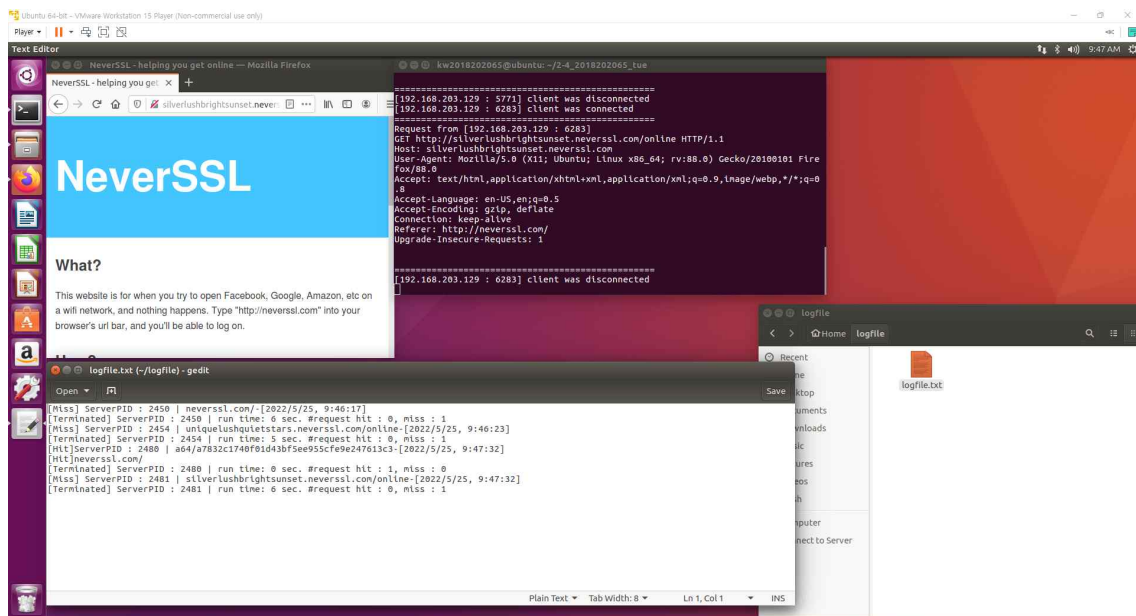 Ubuntu 64-bit - VMware Workstation 15 Player (Non-commercial use only)
Player
Text Editor
9:47 AM
NeverSSL - helping you get online — Mozilla Firefox
NeverSSL - helping you get
silverlushbrightsunset.never
NeverSSL
What?
This website is for when you try to open Facebook, Google, Amazon, etc on
a wifi network, and nothing happens. Type "http://neverssl.com" into your
browser's url bar, and you'll be able to log on.
kw2018202065@ubuntu: ~/2-4_2018202065_tue
==================================================
[192.168.203.129 : 5771] client was disconnected
[192.168.203.129 : 6283] client was connected
==================================================
Request from [192.168.203.129 : 6283]
GET http://silverlushbrightsunset.neverssl.com/online HTTP/1.1
Host: silverlushbrightsunset.neverssl.com
User-Agent: Mozilla/5.0 (X11; Ubuntu; Linux x86_64; rv:88.0) Gecko/20100101 Fire
fox/88.0
Accept: text/html,application/xhtml+xml,application/xml;q=0.9,image/webp,*/*;q=0
.8
Accept-Language: en-US,en;q=0.5
Accept-Encoding: gzip, deflate
Connection: keep-alive
Referer: http://neverssl.com/
Upgrade-Insecure-Requests: 1
==================================================
[192.168.203.129 : 6283] client was disconnected
logfile
Home logfile
Recent
ne
ktop
uments
vnloads
sic
ures
eos
sh
mputer
nnect to Server
logfile.txt
logfile.txt (~/logfile) - gedit
Open
Save
[Miss] ServerPID : 2450 | neverssl.com/-[2022/5/25, 9:46:17]
[Terminated] ServerPID : 2450 | run time: 6 sec. #request hit : 0, miss : 1
[Miss] ServerPID : 2454 | uniquelushquietstars.neverssl.com/online-[2022/5/25, 9:46:23]
[Terminated] ServerPID : 2454 | run time: 5 sec. #request hit : 0, miss : 1
[Hit]ServerPID : 2480 | a64/a7832c1740f01d43bf5ee955cfe9e247613c3-[2022/5/25, 9:47:32]
[Hit]neverssl.com/
[Terminated] ServerPID : 2480 | run time: 0 sec. #request hit : 1, miss : 0
[Miss] ServerPID : 2481 | silverlushbrightsunset.neverssl.com/online-[2022/5/25, 9:47:32]
[Terminated] ServerPID : 2481 | run time: 6 sec. #request hit : 0, miss : 1
Plain Text Tab Width: 8 Ln 1, Col 1 INS